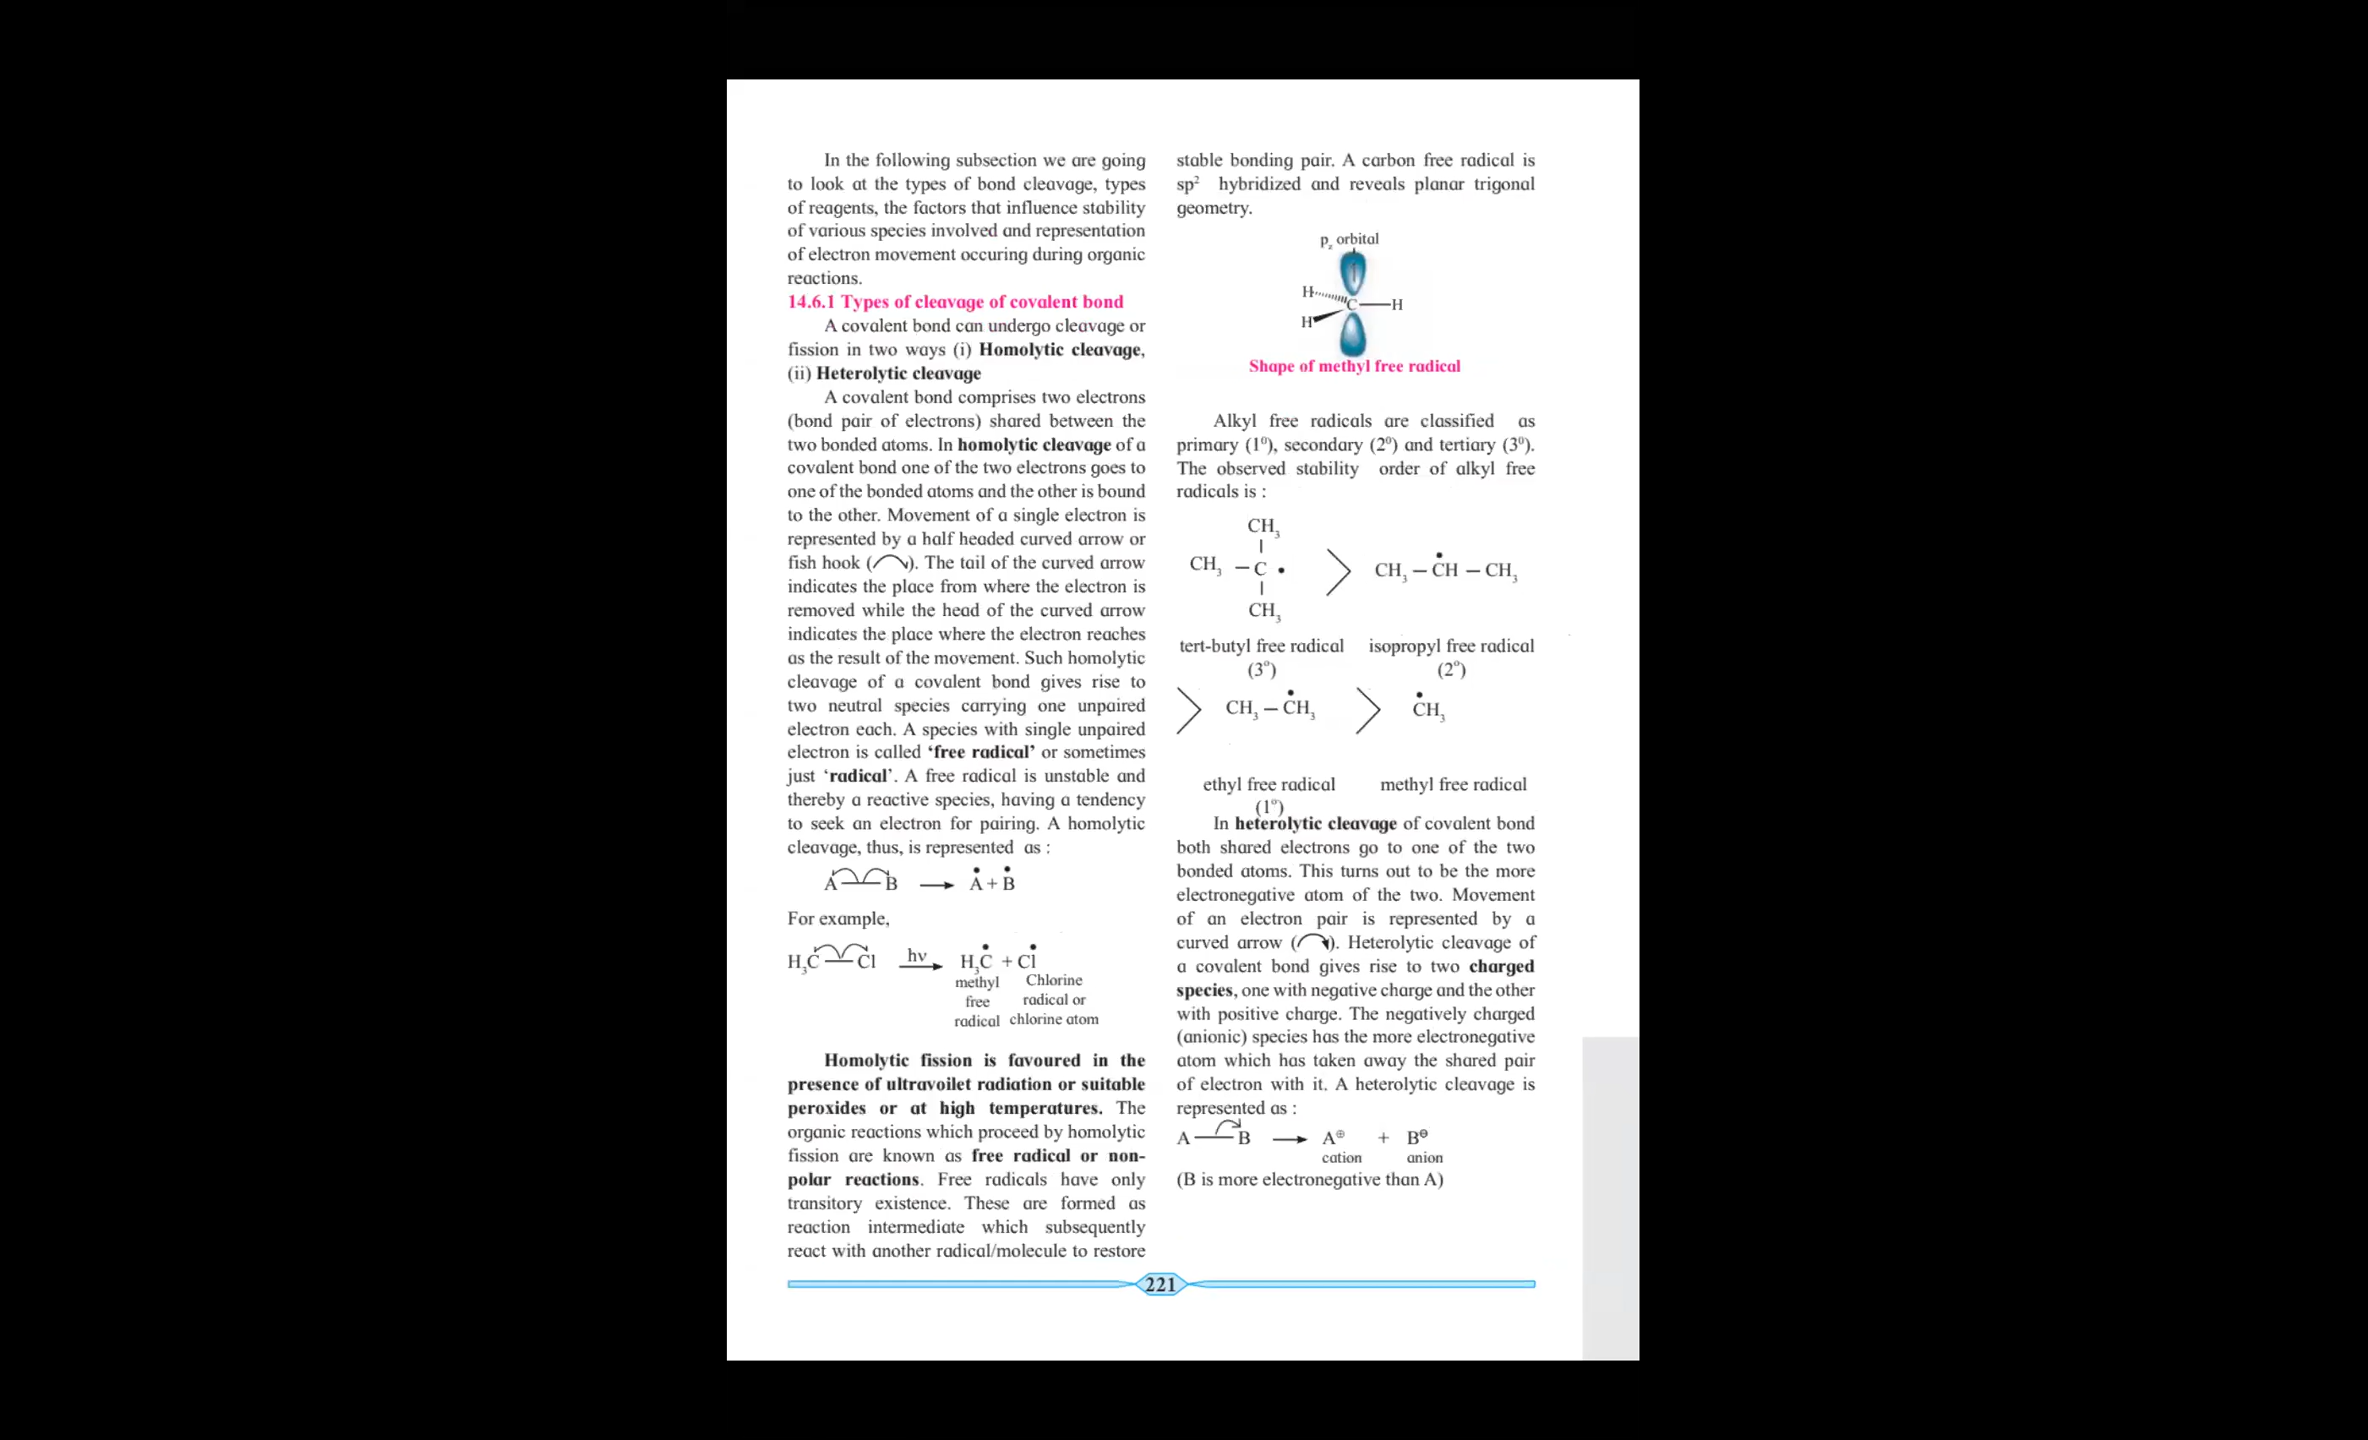 In the following subsection we are going
to look at the types of bond cleavage, types
of reagents, the factors that influence stability
of various species involved and representation
of electron movement occuring during organic
reactions.
14.6.1 Types of cleavage of covalent bond
A covalent bond can undergo cleavage or
fission in two ways (i) Homolytic cleavage,
(ii) Heterolytic cleavage
A covalent bond comprises two electrons
(bond pair of electrons) shared between the
two bonded atoms. In homolytic cleavage of a
covalent bond one of the two electrons goes to
one of the bonded atoms and the other is bound
to the other. Movement of a single electron is
represented by a half headed curved arrow or
fish hook (⌒). The tail of the curved arrow
indicates the place from where the electron is
removed while the head of the curved arrow
indicates the place where the electron reaches
as the result of the movement. Such homolytic
cleavage of a covalent bond gives rise to
two neutral species carrying one unpaired
electron each. A species with single unpaired
electron is called ‘free radical’ or sometimes
just ‘radical’. A free radical is unstable and
thereby a reactive species, having a tendency
to seek an electron for pairing. A homolytic
cleavage, thus, is represented as :
A — B ⟶ Ȧ + Ḃ
For example,
H₃C — Cl hν ⟶ H₃Ċ + Cl̇
methyl Chlorine
free radical or
radical chlorine atom
Homolytic fission is favoured in the
presence of ultravoilet radiation or suitable
peroxides or at high temperatures. The
organic reactions which proceed by homolytic
fission are known as free radical or non-
polar reactions. Free radicals have only
transitory existence. These are formed as
reaction intermediate which subsequently
react with another radical/molecule to restore
stable bonding pair. A carbon free radical is
sp² hybridized and reveals planar trigonal
geometry.
p_z orbital
H
C — H
H
Shape of methyl free radical
Alkyl free radicals are classified as
primary (1⁰), secondary (2⁰) and tertiary (3⁰).
The observed stability order of alkyl free
radicals is :
CH₃
CH₃ – C • > CH₃ – ĊH – CH₃
CH₃
tert-butyl free radical isopropyl free radical
(3°) (2°)
> CH₃ – ĊH₃ > ĊH₃
ethyl free radical methyl free radical
(1°)
In heterolytic cleavage of covalent bond
both shared electrons go to one of the two
bonded atoms. This turns out to be the more
electronegative atom of the two. Movement
of an electron pair is represented by a
curved arrow (⌒). Heterolytic cleavage of
a covalent bond gives rise to two charged
species, one with negative charge and the other
with positive charge. The negatively charged
(anionic) species has the more electronegative
atom which has taken away the shared pair
of electron with it. A heterolytic cleavage is
represented as :
A — B ⟶ A⊕ + B⊖
cation anion
(B is more electronegative than A)
221